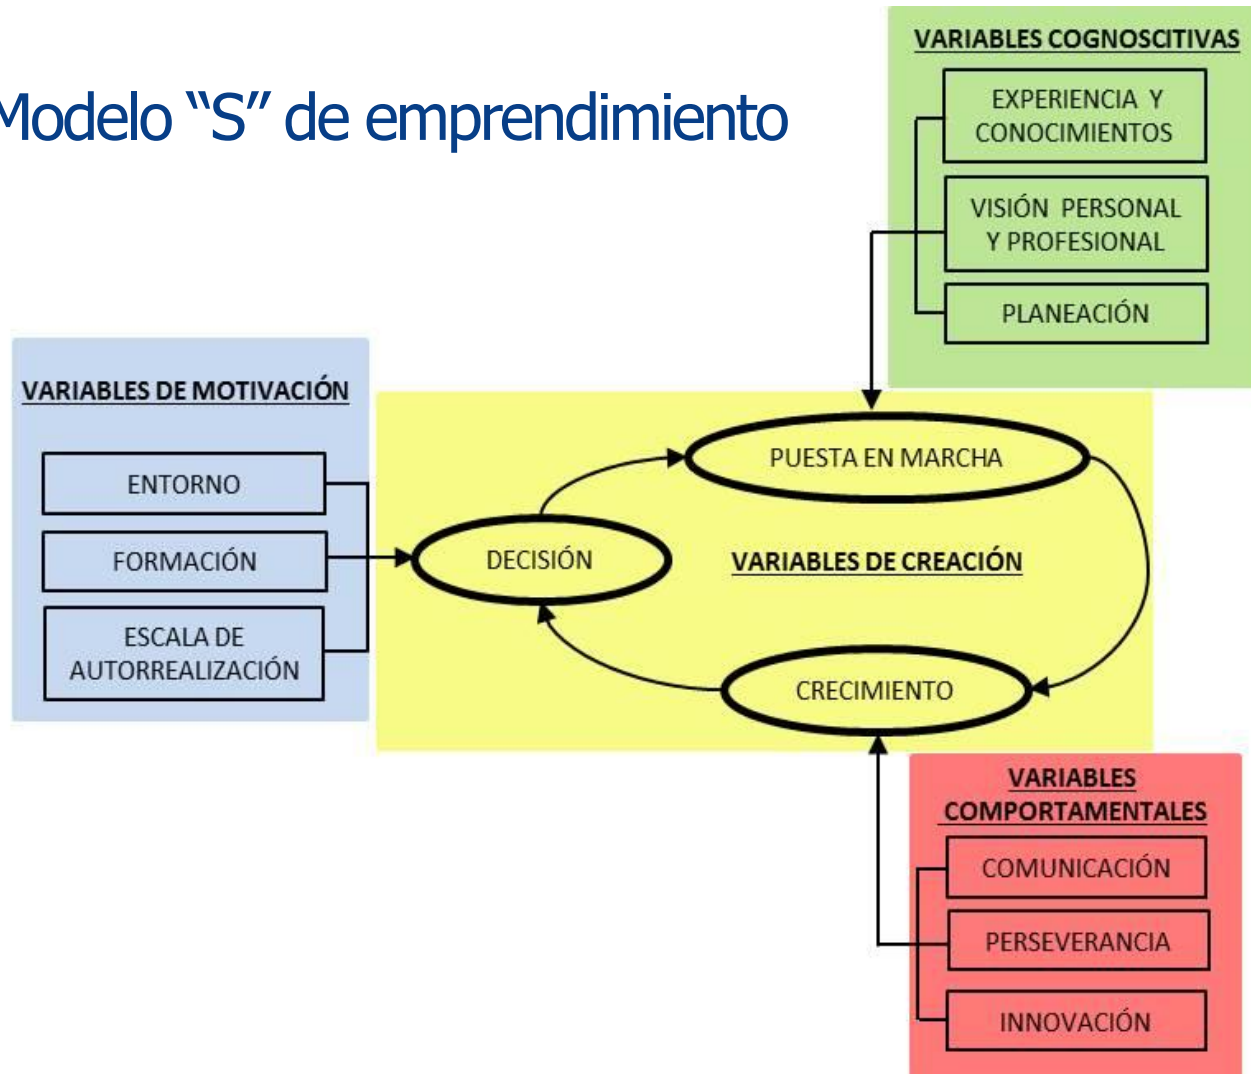 Modelo “S” de emprendimiento
VARIABLES COGNOSCITIVAS
EXPERIENCIA Y
CONOCIMIENTOS
VISIÓN PERSONAL
Y PROFESIONAL
PLANEACIÓN
VARIABLES DE MOTIVACIÓN
ENTORNO
FORMACIÓN
ESCALA DE
AUTORREALIZACIÓN
PUESTA EN MARCHA
DECISIÓN
VARIABLES DE CREACIÓN
CRECIMIENTO
VARIABLES
COMPORTAMENTALES
COMUNICACIÓN
PERSEVERANCIA
INNOVACIÓN